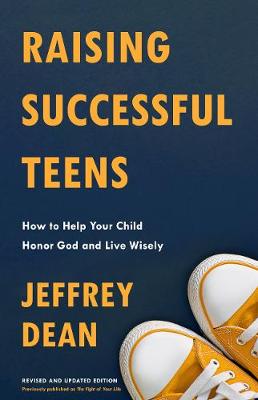 RAISING
SUCCESSFUL
TEENS
How to Help Your Child
Honor God and Live Wisely
JEFFREY
DEAN
REVISED AND UPDATED EDITION
Previously published as The Fight of Your Life